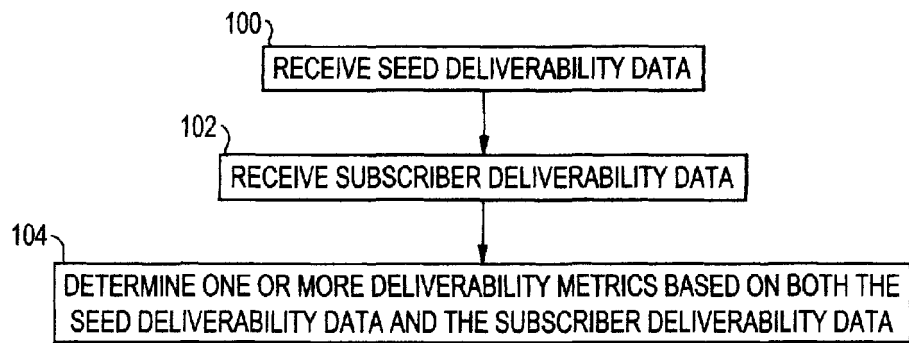 100
RECEIVE SEED DELIVERABILITY DATA
102
RECEIVE SUBSCRIBER DELIVERABILITY DATA
104
DETERMINE ONE OR MORE DELIVERABILITY METRICS BASED ON BOTH THE
SEED DELIVERABILITY DATA AND THE SUBSCRIBER DELIVERABILITY DATA